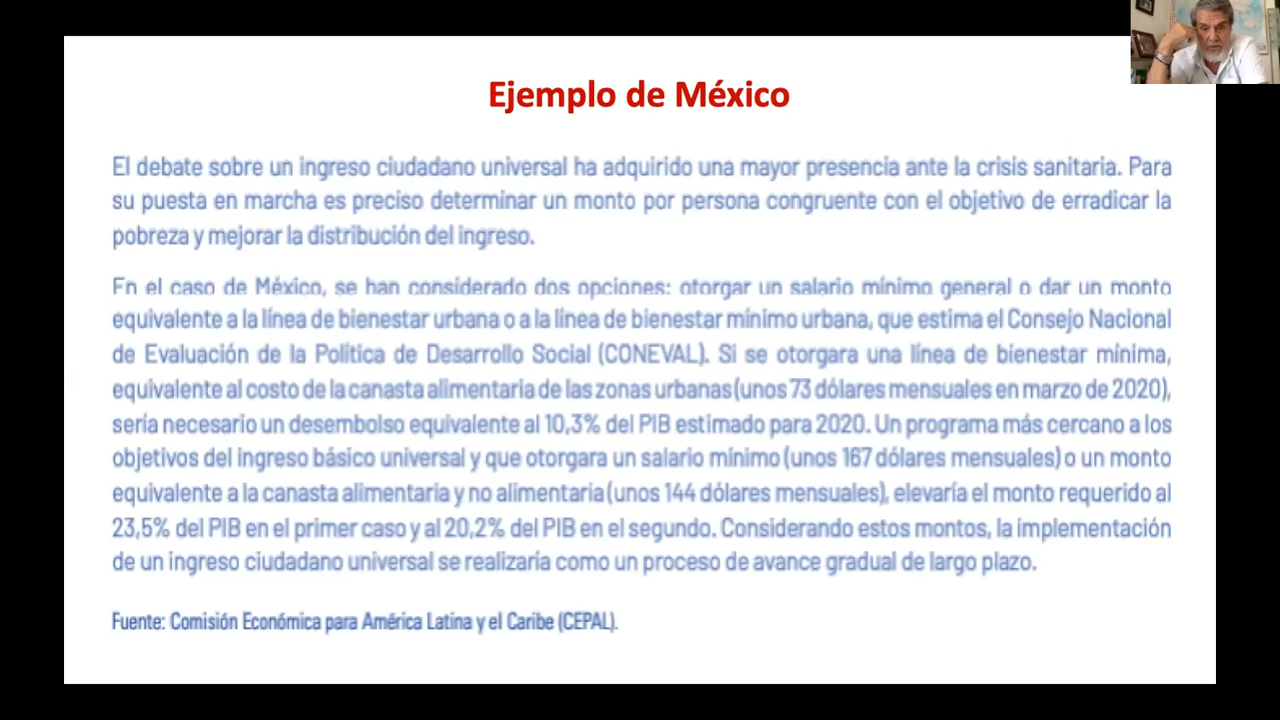 Ejemplo de México
El debate sobre un ingreso ciudadano universal ha adquirido una mayor presencia ante la crisis sanitaria. Para
su puesta en marcha es preciso determinar un monto por persona congruente con el objetivo de erradicar la
pobreza y mejorar la distribución del ingreso.
En el caso de México, se han considerado dos opciones: otorgar un salario mínimo general o dar un monto
equivalente a la línea de bienestar urbana o a la línea de bienestar mínimo urbana, que estima el Consejo Nacional
de Evaluación de la Política de Desarrollo Social (CONEVAL). Si se otorgara una línea de bienestar mínima,
equivalente al costo de la canasta alimentaria de las zonas urbanas (unos 73 dólares mensuales en marzo de 2020),
sería necesario un desembolso equivalente al 10,3% del PIB estimado para 2020. Un programa más cercano a los
objetivos del ingreso básico universal y que otorgara un salario mínimo (unos 167 dólares mensuales) o un monto
equivalente a la canasta alimentaria y no alimentaria (unos 144 dólares mensuales), elevaría el monto requerido al
23,5% del PIB en el primer caso y al 20,2% del PIB en el segundo. Considerando estos montos, la implementación
de un ingreso ciudadano universal se realizaría como un proceso de avance gradual de largo plazo.
Fuente: Comisión Económica para América Latina y el Caribe (CEPAL).